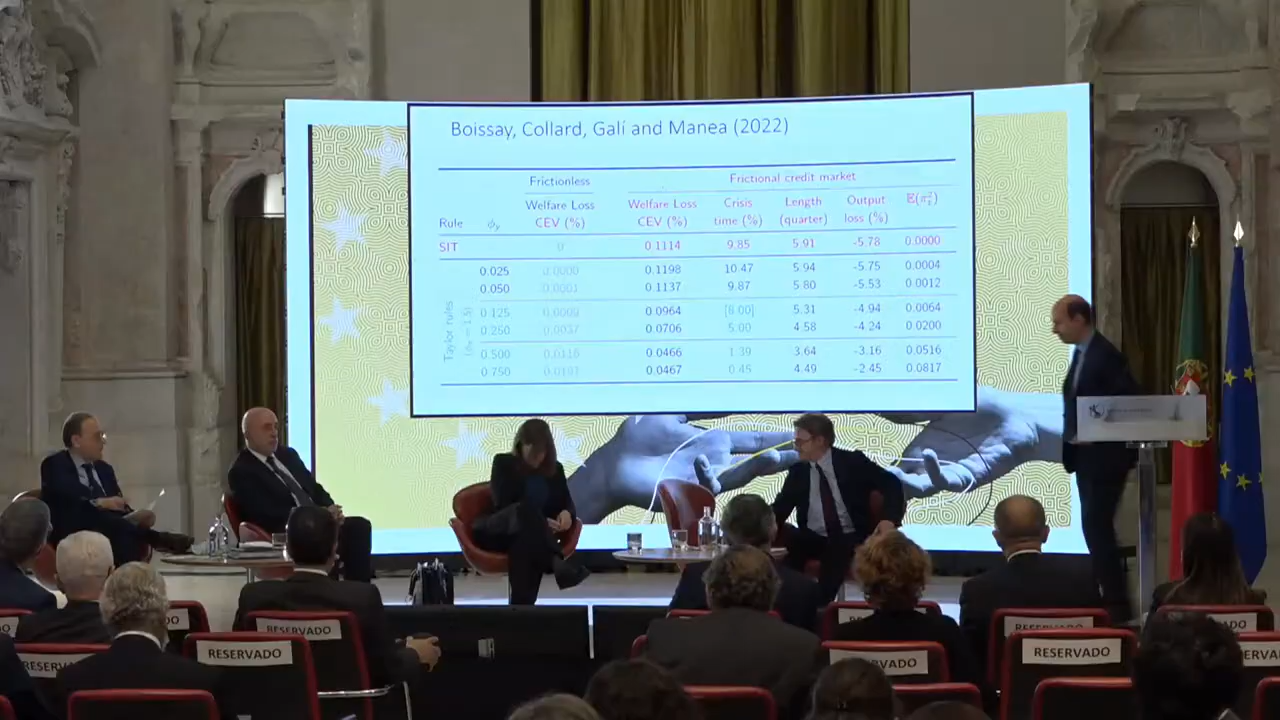 Boissay, Collard, Galí and Manea (2022)
Frictionless Frictional credit market
Welfare Loss Welfare Loss Crisis Length Output 𝔼(π²ₜ)
Rule ϕy CEV (%) CEV (%) time (%) (quarter) loss (%)
SIT 0 0.1114 9.85 5.91 -5.78 0.0000
0.025 0.0000 0.1198 10.47 5.94 -5.75 0.0004
0.050 0.0001 0.1137 9.87 5.80 -5.53 0.0012
Taylor rules
0.125 0.0009 0.0964 [8.00] 5.31 -4.94 0.0064
0.250 0.0037 0.0706 5.00 4.58 -4.24 0.0200
0.500 0.0116 0.0466 1.39 3.64 -3.16 0.0516
0.750 0.0467 0.45 4.49 -2.45 0.0817
RESERVADO
RESERVADO
RESERVADO
RESERVADO